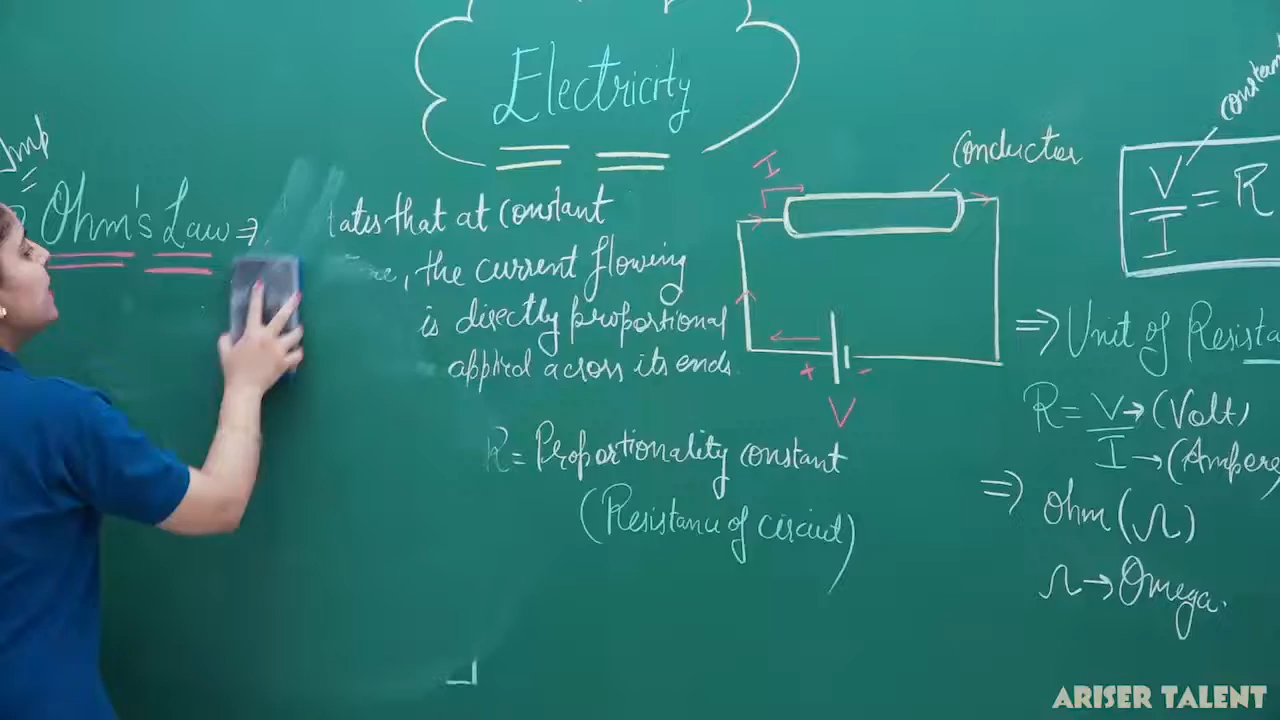 Electricity
Imp
Ohm's Law ⇒ tates that at constant
, the current flowing
is directly proportional
applied across its ends
R = Proportionality constant
(Resistance of circuit)
I
Conductor
+ -
V
constant
V/I = R
⇒ Unit of Resista
R = V → (Volt)
I → (Ampere
⇒ ohm (Ω)
Ω → Omega.
ARISER TALENT